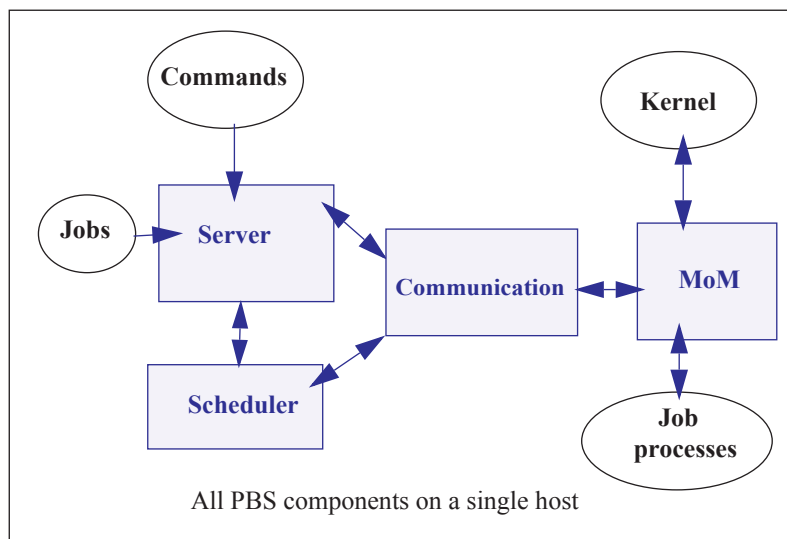 Commands
Kernel
Jobs
Server
Communication
MoM
Scheduler
Job
processes
All PBS components on a single host